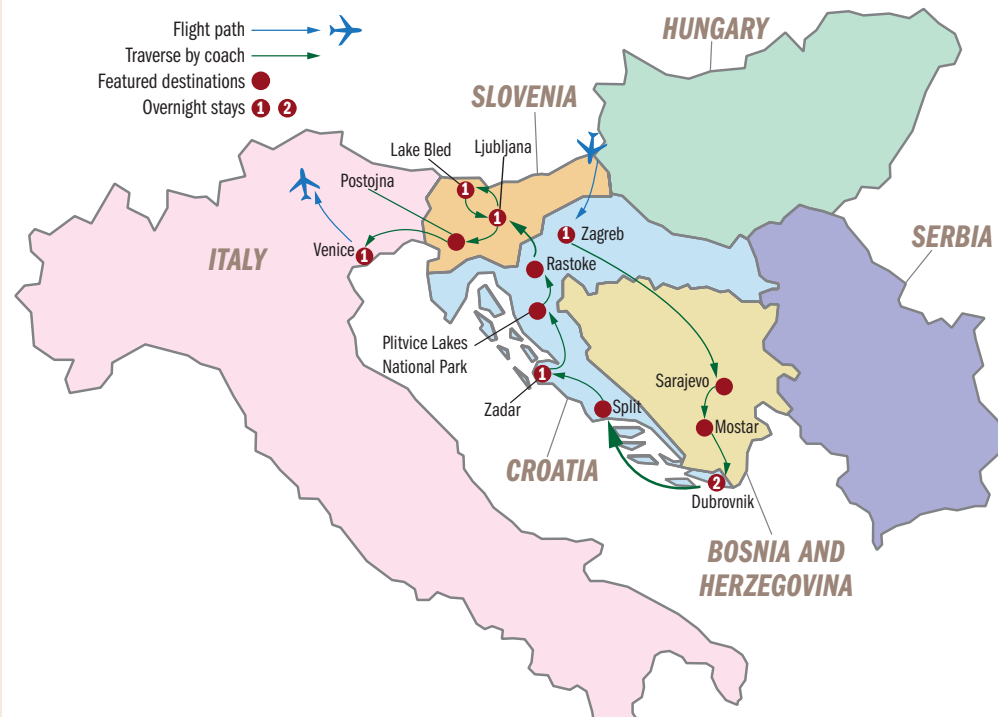 Flight path
Traverse by coach
Featured destinations
Overnight stays 1 2
HUNGARY
SLOVENIA
Lake Bled
Ljubljana
Postojna
1
1
ITALY
Venice 1
1 Zagreb
SERBIA
Rastoke
Plitvice Lakes
National Park
1
Zadar
Sarajevo
Split
Mostar
CROATIA
2
Dubrovnik
BOSNIA AND
HERZEGOVINA